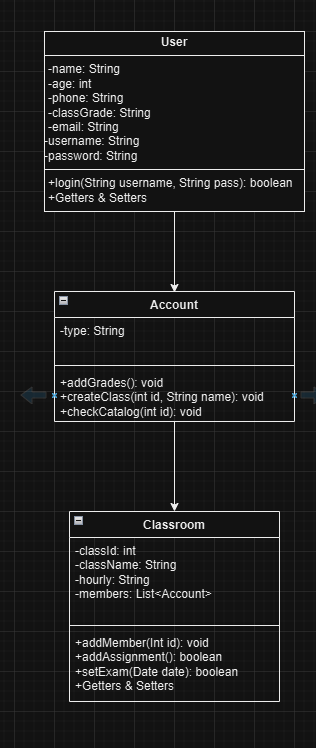 User
-name: String
-age: int
-phone: String
-classGrade: String
-email: String
-username: String
-password: String
+login(String username, String pass): boolean
+Getters & Setters
Account
-type: String
+addGrades(): void
+createClass(int id, String name): void
+checkCatalog(int id): void
Classroom
-classId: int
-className: String
-hourly: String
-members: List<Account>
+addMember(Int id): void
+addAssignment(): boolean
+setExam(Date date): boolean
+Getters & Setters